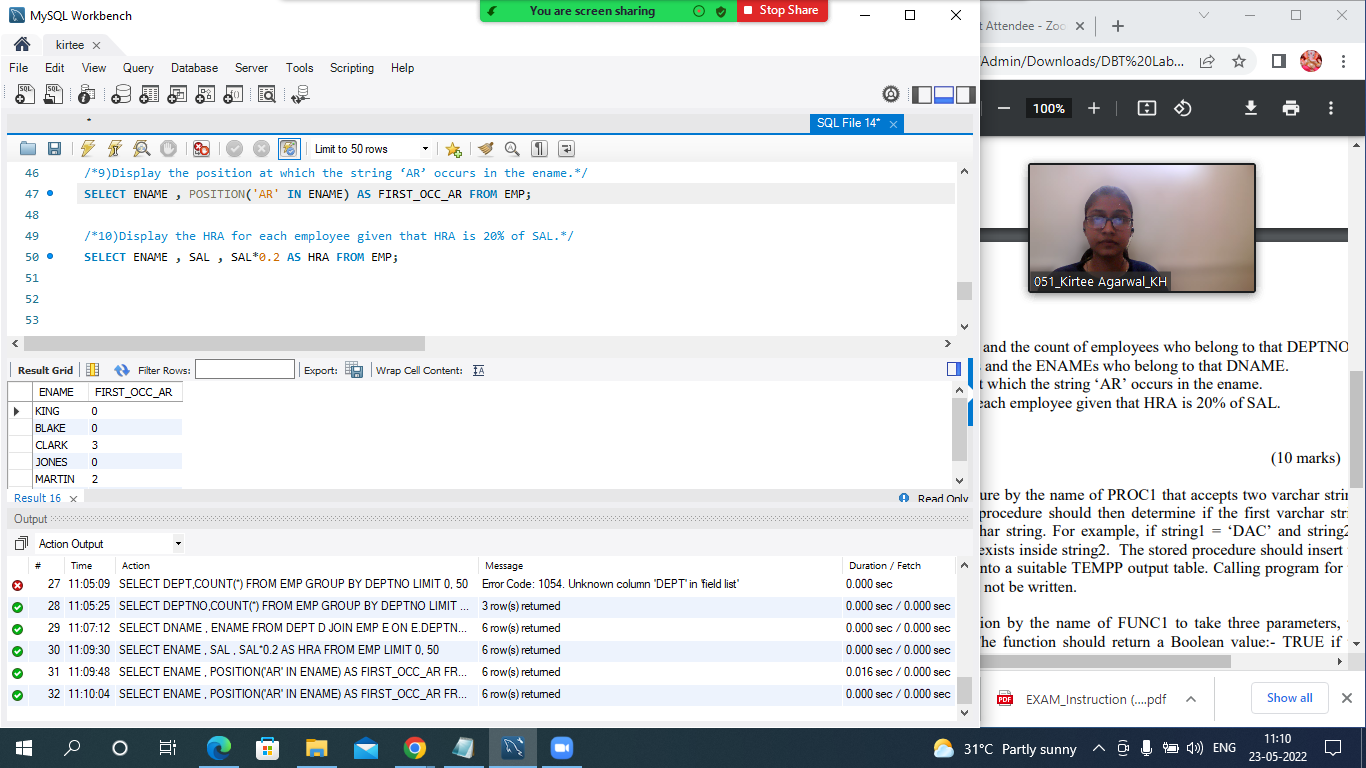 MySQL Workbench
You are screen sharing
Stop Share
kirtee
File Edit View Query Database Server Tools Scripting Help
SQL File 14*
Limit to 50 rows
46 /*9)Display the position at which the string ‘AR’ occurs in the ename.*/
47 SELECT ENAME , POSITION('AR' IN ENAME) AS FIRST_OCC_AR FROM EMP;
48
49 /*10)Display the HRA for each employee given that HRA is 20% of SAL.*/
50 SELECT ENAME , SAL , SAL*0.2 AS HRA FROM EMP;
51
52
53
Result Grid Filter Rows: Export: Wrap Cell Content:
ENAME FIRST_OCC_AR
KING 0
BLAKE 0
CLARK 3
JONES 0
MARTIN 2
Result 16 Read Only
Output
Action Output
# Time Action Message Duration / Fetch
27 11:05:09 SELECT DEPT,COUNT(*) FROM EMP GROUP BY DEPTNO LIMIT 0, 50 Error Code: 1054. Unknown column 'DEPT' in 'field list' 0.000 sec
28 11:05:25 SELECT DEPTNO,COUNT(*) FROM EMP GROUP BY DEPTNO LIMIT ... 3 row(s) returned 0.000 sec / 0.000 sec
29 11:07:12 SELECT DNAME , ENAME FROM DEPT D JOIN EMP E ON E.DEPTN... 6 row(s) returned 0.000 sec / 0.000 sec
30 11:09:30 SELECT ENAME , SAL , SAL*0.2 AS HRA FROM EMP LIMIT 0, 50 6 row(s) returned 0.000 sec / 0.000 sec
31 11:09:48 SELECT ENAME , POSITION('AR' IN ENAME) AS FIRST_OCC_AR FR... 6 row(s) returned 0.016 sec / 0.000 sec
32 11:10:04 SELECT ENAME , POSITION('AR' IN ENAME) AS FIRST_OCC_AR FR... 6 row(s) returned 0.000 sec / 0.000 sec
t Attendee - Zoo
Admin/Downloads/DBT%20Lab...
100%
051_Kirtee Agarwal_KH
and the count of employees who belong to that DEPTNO
and the ENAMEs who belong to that DNAME.
t which the string ‘AR’ occurs in the ename.
each employee given that HRA is 20% of SAL.
(10 marks)
ure by the name of PROC1 that accepts two varchar strin
procedure should then determine if the first varchar str
har string. For example, if string1 = ‘DAC’ and string2
exists inside string2. The stored procedure should insert
nto a suitable TEMPP output table. Calling program for
not be written.
ion by the name of FUNC1 to take three parameters,
The function should return a Boolean value:- TRUE if
EXAM_Instruction (....pdf
Show all
31°C Partly sunny
ENG
11:10
23-05-2022